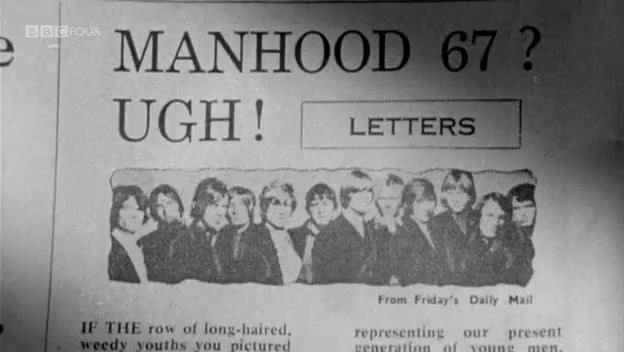 BBC FOUR
MANHOOD 67 ?
UGH!
LETTERS
From Friday's Daily Mail
IF THE row of long-haired,
weedy youths you pictured
representing our present
generation of young men,